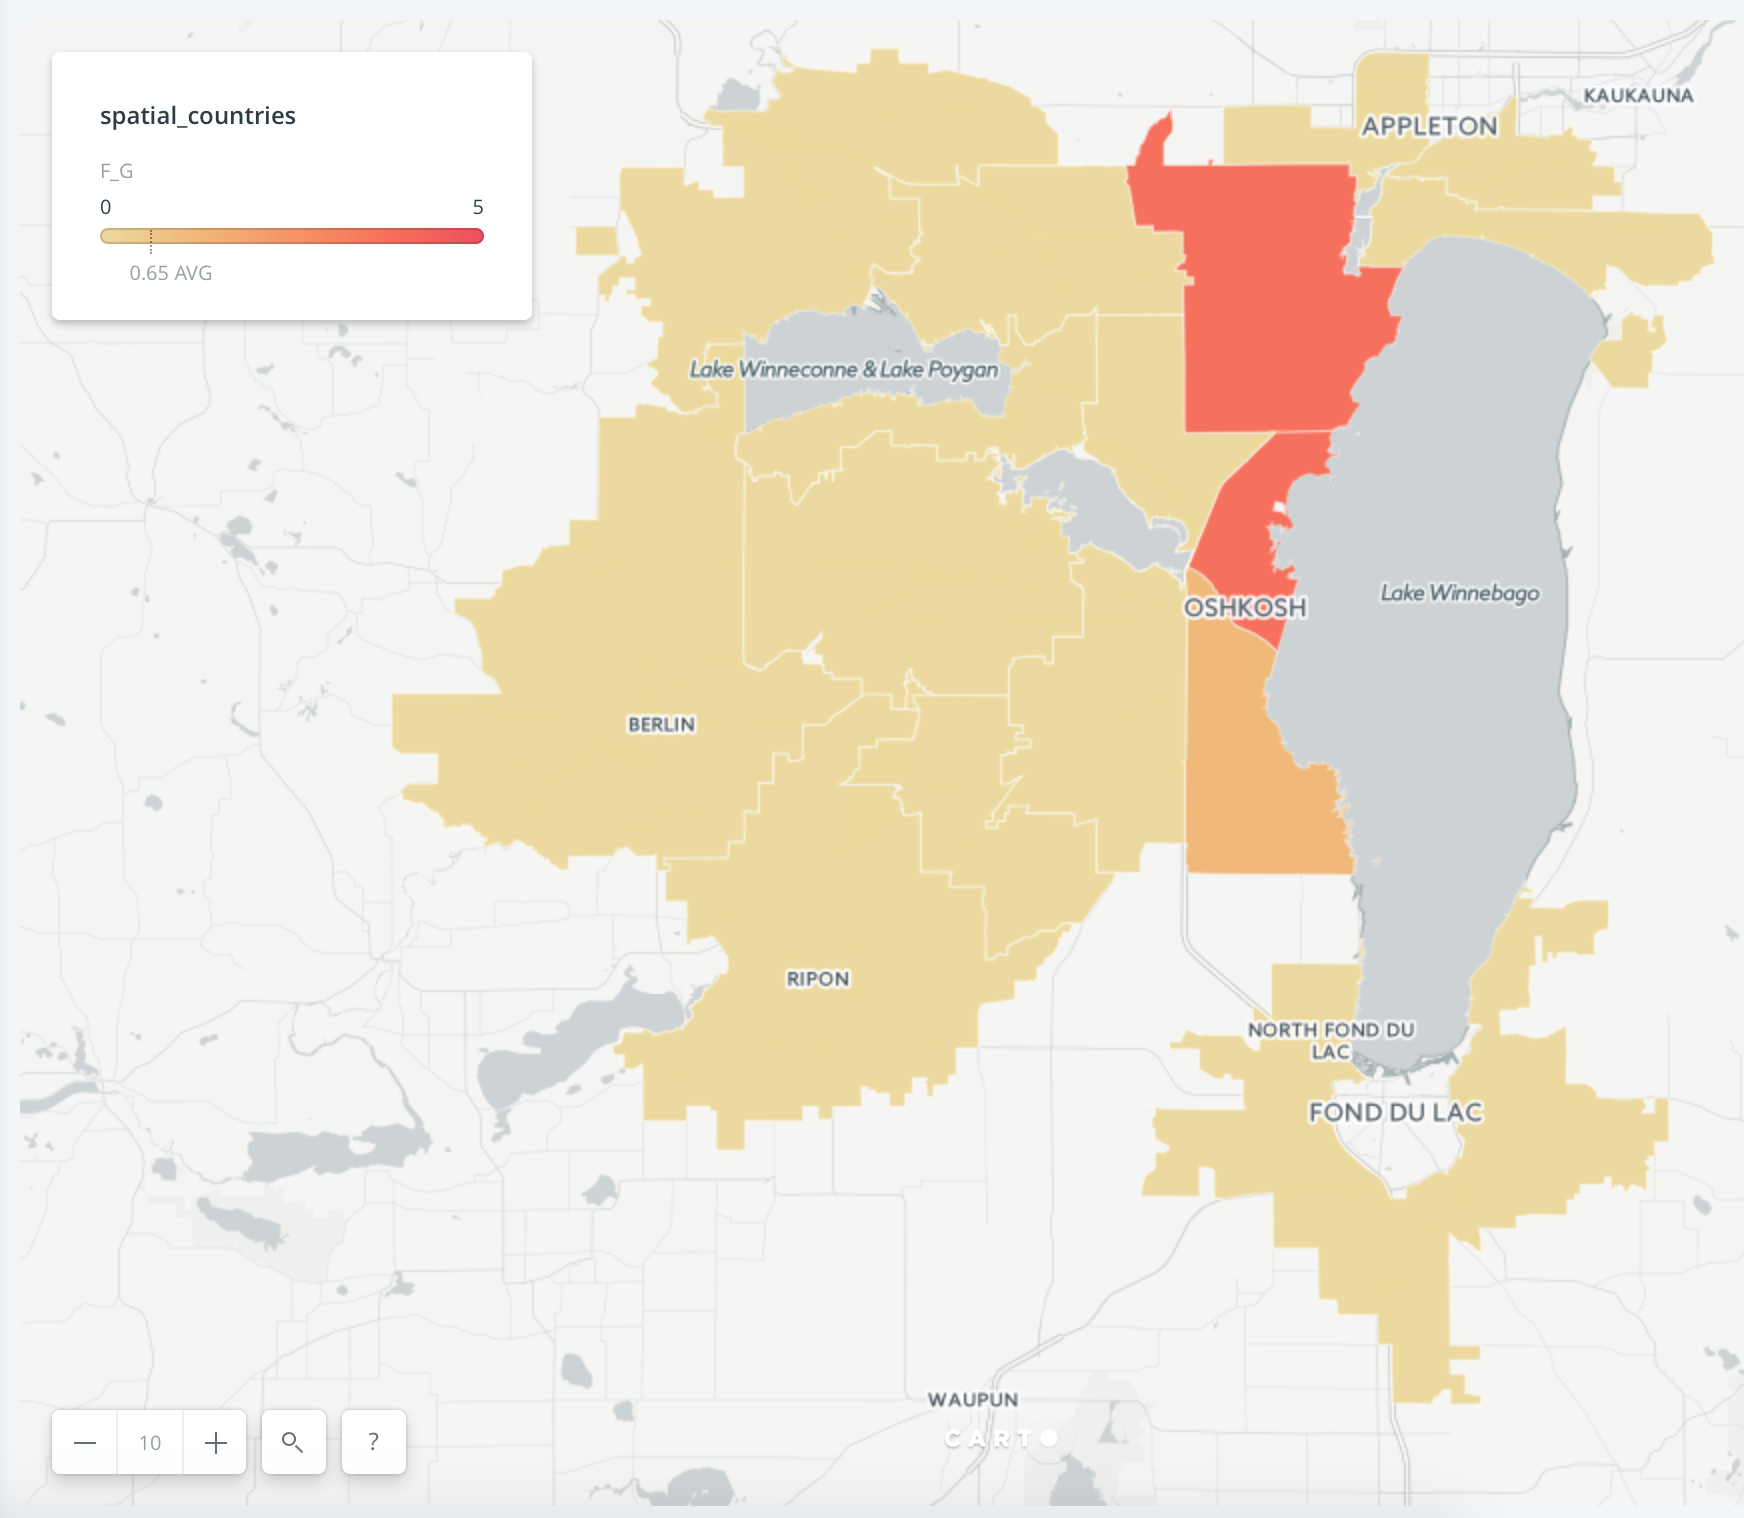 spatial_countries
F_G
0 5
0.65 AVG
KAUKAUNA
APPLETON
Lake Winneconne & Lake Poygan
Lake Winnebago
OSHKOSH
BERLIN
RIPON
NORTH FOND DU
LAC
FOND DU LAC
WAUPUN
CARTO
— 10 + ?